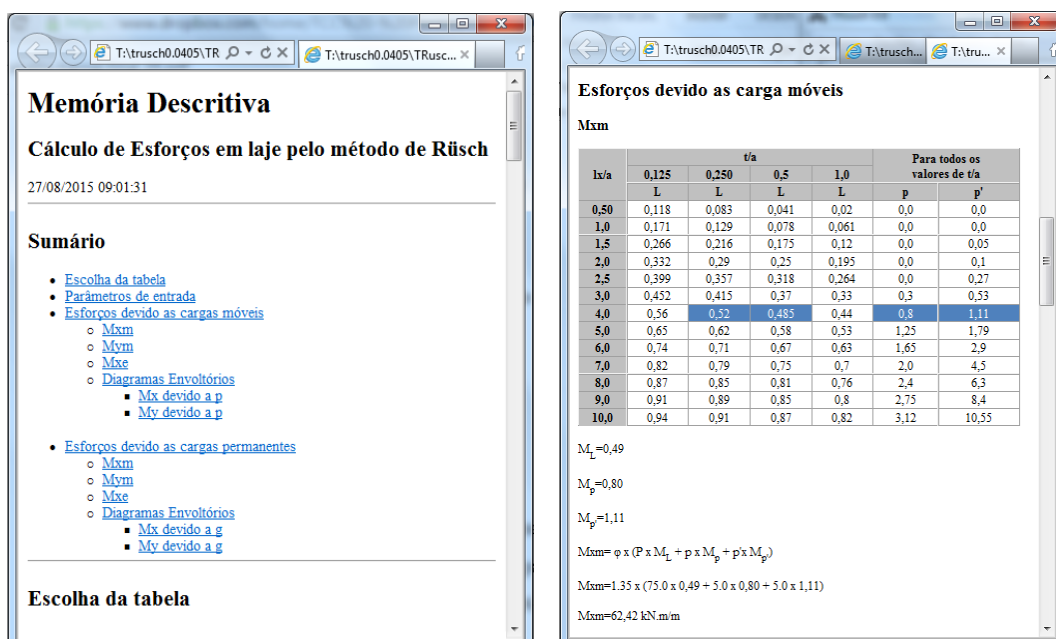 T:\trusch0.0405\TR
T:\trusch0.0405\TRusc...
Memória Descritiva
Cálculo de Esforços em laje pelo método de Rüsch
27/08/2015 09:01:31
Sumário
Escolha da tabela
Parâmetros de entrada
Esforços devido as cargas móveis
Mxm
Mym
Mxe
Diagramas Envoltórios
Mx devido a p
My devido a p
Esforços devido as cargas permanentes
Mxm
Mym
Mxe
Diagramas Envoltórios
Mx devido a g
My devido a g
Escolha da tabela
T:\trusch0.0405\TR
T:\trusch...
T:\tru...
Esforços devido as carga móveis
Mxm
lx/a t/a Para todos os valores de t/a
0,125 0,250 0,5 1,0
L L L L p p'
0,50 0,118 0,083 0,041 0,02 0,0 0,0
1,0 0,171 0,129 0,078 0,061 0,0 0,0
1,5 0,266 0,216 0,175 0,12 0,0 0,05
2,0 0,332 0,29 0,25 0,195 0,0 0,1
2,5 0,399 0,357 0,318 0,264 0,0 0,27
3,0 0,452 0,415 0,37 0,33 0,3 0,53
4,0 0,56 0,52 0,485 0,44 0,8 1,11
5,0 0,65 0,62 0,58 0,53 1,25 1,79
6,0 0,74 0,71 0,67 0,63 1,65 2,9
7,0 0,82 0,79 0,75 0,7 2,0 4,5
8,0 0,87 0,85 0,81 0,76 2,4 6,3
9,0 0,91 0,89 0,85 0,8 2,75 8,4
10,0 0,94 0,91 0,87 0,82 3,12 10,55
M_L=0,49
M_p=0,80
M_p'=1,11
Mxm= φ x (P x M_L + p x M_p + p'x M_p')
Mxm=1.35 x (75.0 x 0,49 + 5.0 x 0,80 + 5.0 x 1,11)
Mxm=62,42 kN.m/m